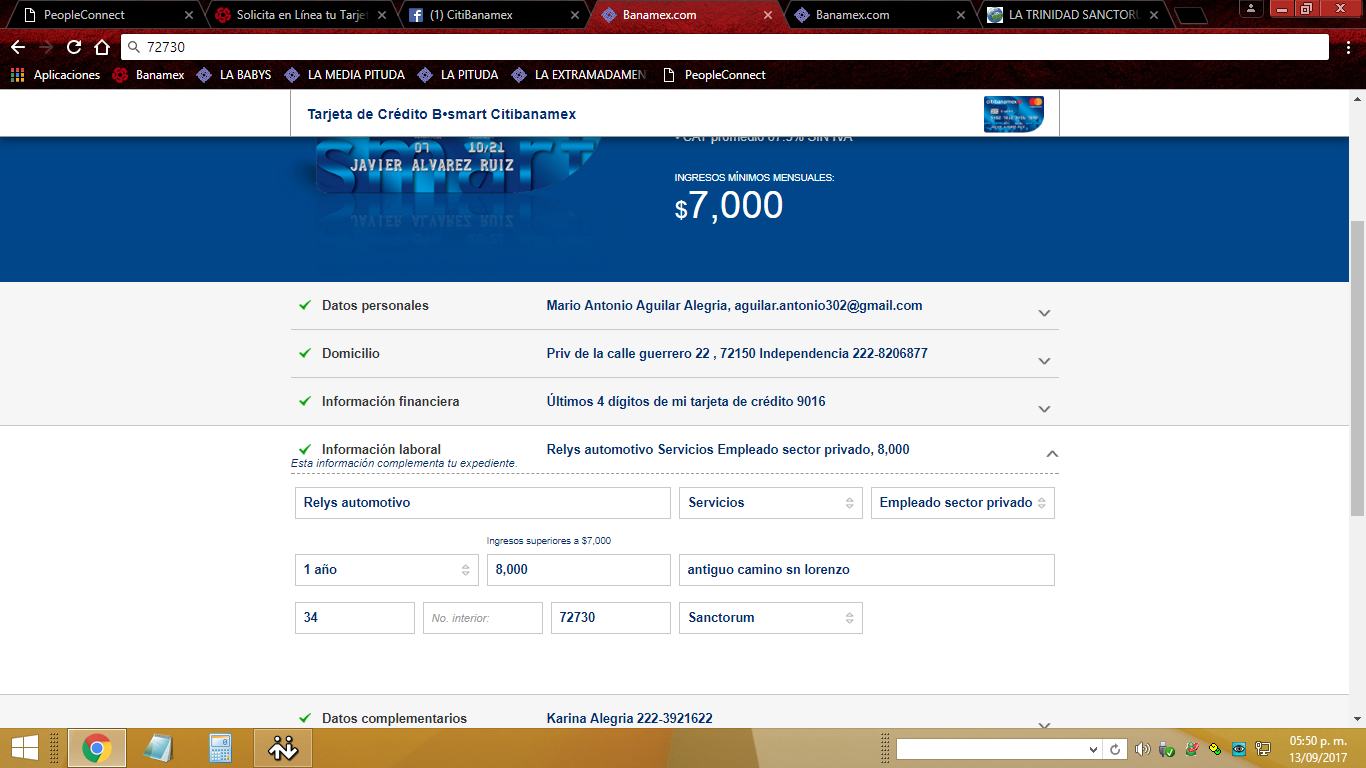 PeopleConnect
Solicita en Línea tu Tarje
(1) CitiBanamex
Banamex.com
Banamex.com
LA TRINIDAD SANCTORU
72730
Aplicaciones
Banamex
LA BABYS
LA MEDIA PITUDA
LA PITUDA
LA EXTRAMADAMEN
PeopleConnect
Tarjeta de Crédito B•smart Citibanamex
citibanamex
smart
07 10/21
JAVIER ALVAREZ RUIZ
• CAT promedio 67.5% SIN IVA
INGRESOS MÍNIMOS MENSUALES:
$7,000
Datos personales Mario Antonio Aguilar Alegria, aguilar.antonio302@gmail.com
Domicilio Priv de la calle guerrero 22 , 72150 Independencia 222-8206877
Información financiera Últimos 4 dígitos de mi tarjeta de crédito 9016
Información laboral Relys automotivo Servicios Empleado sector privado, 8,000
Esta información complementa tu expediente.
Relys automotivo Servicios Empleado sector privado
Ingresos superiores a $7,000
1 año 8,000 antiguo camino sn lorenzo
34 No. interior: 72730 Sanctorum
Datos complementarios Karina Alegria 222-3921622
05:50 p. m.
13/09/2017